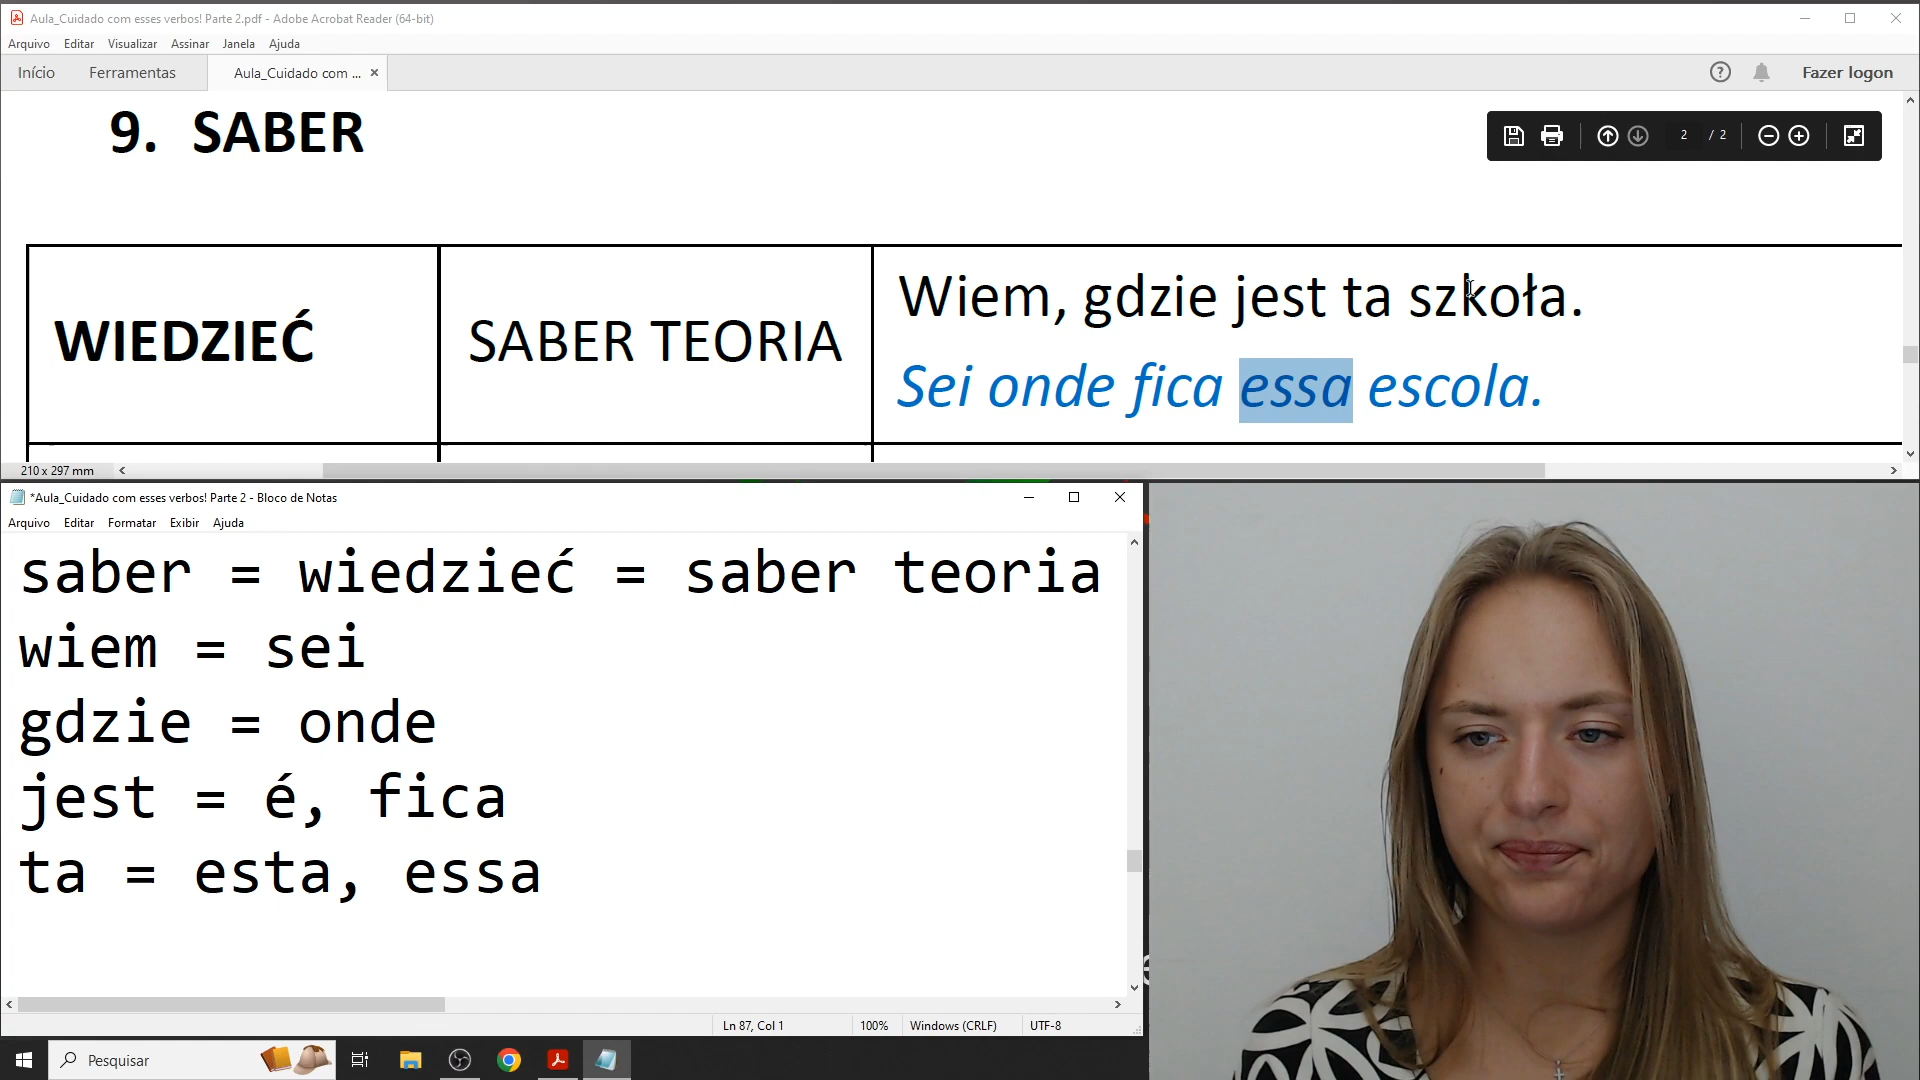 Aula_Cuidado com esses verbos! Parte 2.pdf - Adobe Acrobat Reader (64-bit)
Arquivo Editar Visualizar Assinar Janela Ajuda
Início Ferramentas Aula_Cuidado com ... × Fazer logon
9. SABER
2 / 2
WIEDZIEĆ
SABER TEORIA
Wiem, gdzie jest ta szkoła.
Sei onde fica essa escola.
210 x 297 mm
*Aula_Cuidado com esses verbos! Parte 2 - Bloco de Notas
Arquivo Editar Formatar Exibir Ajuda
saber = wiedzieć = saber teoria
wiem = sei
gdzie = onde
jest = é, fica
ta = esta, essa
Ln 87, Col 1 100% Windows (CRLF) UTF-8
Pesquisar